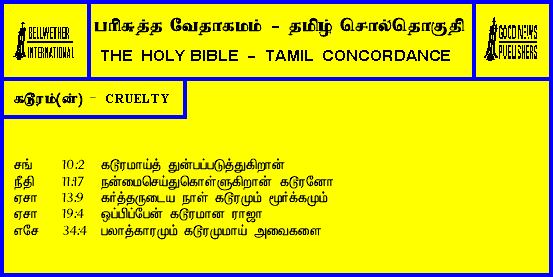 BELLWETHER
INTERNATIONAL
பரிசுத்த வேதாகமம் - தமிழ் சொல்தொகுதி
THE HOLY BIBLE - TAMIL CONCORDANCE
GOOD NEWS
PUBLISHERS
கடூரம்(ன்) - CRUELTY
சங் 10:2 கடூரமாய்த் துன்பப்படுத்துகிறான்
நீதி 11:17 நன்மைசெய்துகொள்ளுகிறான் கடூரனோ
ஏசா 13:9 கர்த்தருடைய நாள் கடூரமும் மூர்க்கமும்
ஏசா 19:4 ஒப்பிப்பேன் கடூரமான ராஜா
எசே 34:4 பலாத்காரமும் கடூரமுமாய் அவைகளை